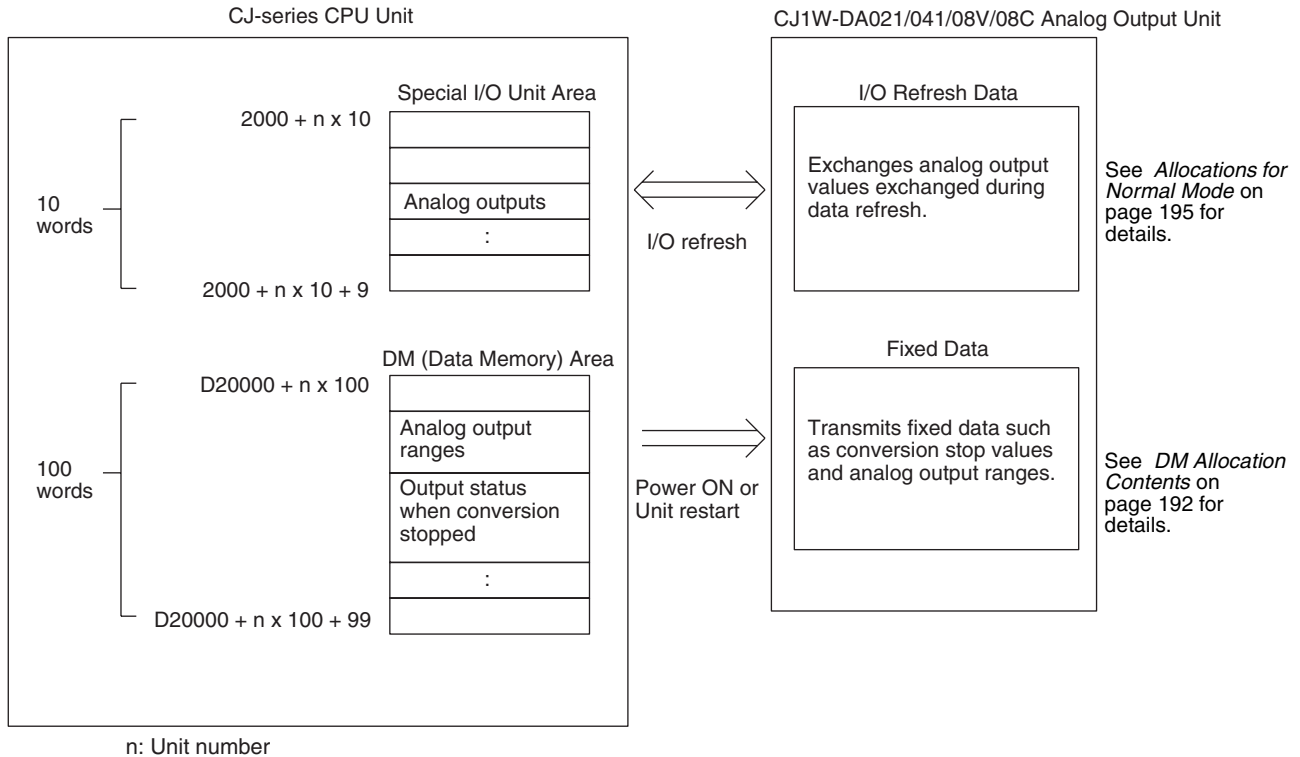 CJ-series CPU Unit
CJ1W-DA021/041/08V/08C Analog Output Unit
Special I/O Unit Area
2000 + n x 10
10
words
Analog outputs
:
2000 + n x 10 + 9
I/O refresh
I/O Refresh Data
Exchanges analog output
values exchanged during
data refresh.
See Allocations for
Normal Mode on
page 195 for
details.
DM (Data Memory) Area
D20000 + n x 100
100
words
Analog output
ranges
Output status
when conversion
stopped
:
D20000 + n x 100 + 99
Power ON or
Unit restart
Fixed Data
Transmits fixed data such
as conversion stop values
and analog output ranges.
See DM Allocation
Contents on
page 192 for
details.
n: Unit number